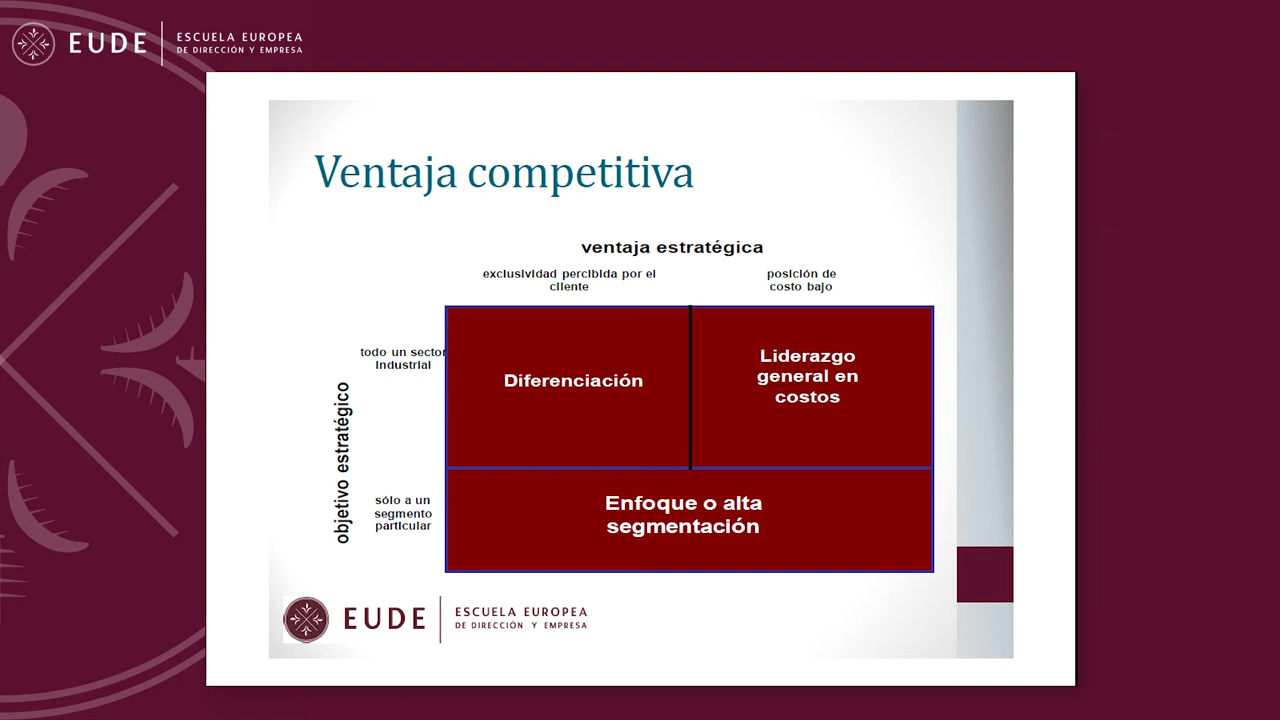 EUDE
ESCUELA EUROPEA
DE DIRECCIÓN Y EMPRESA
Ventaja competitiva
ventaja estratégica
exclusividad percibida por el
cliente
posición de
costo bajo
objetivo estratégico
todo un sector
industrial
Diferenciación
Liderazgo
general en
costos
sólo a un
segmento
particular
Enfoque o alta
segmentación
EUDE
ESCUELA EUROPEA
DE DIRECCIÓN Y EMPRESA